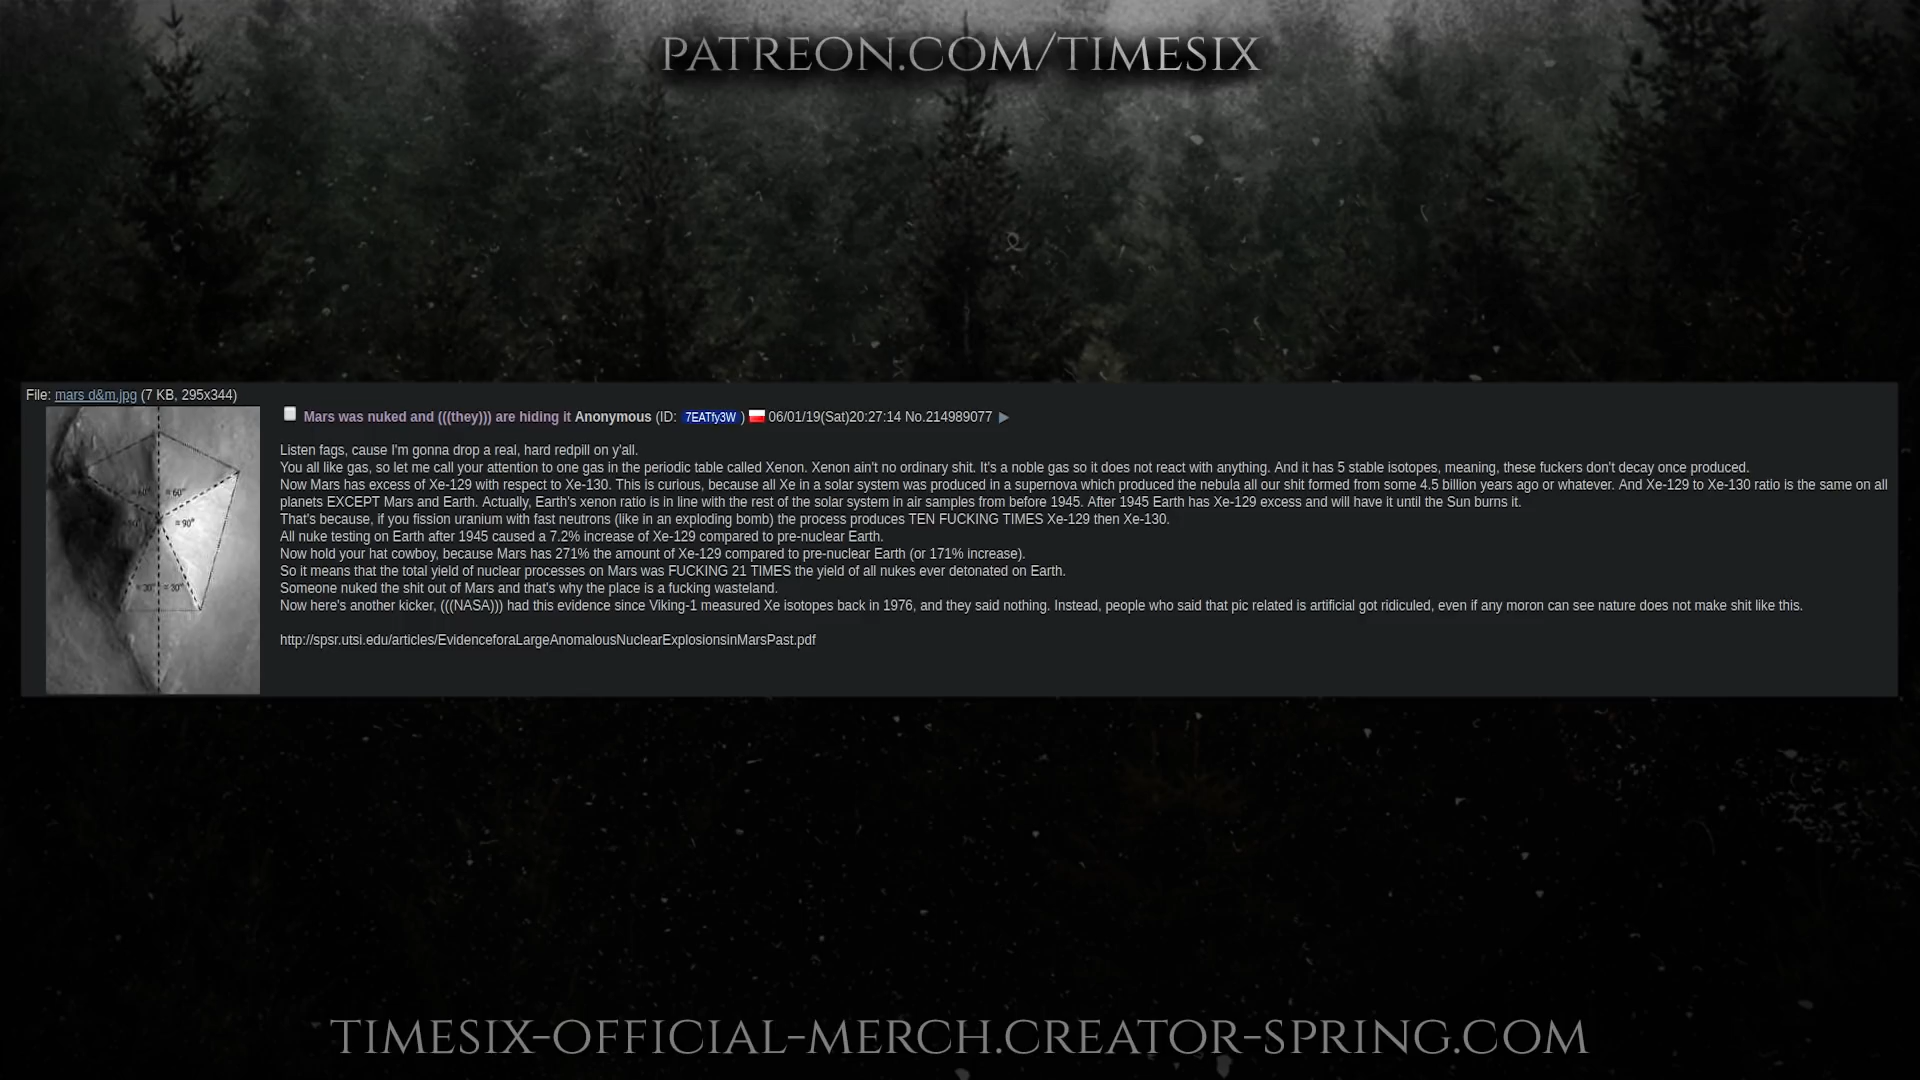 PATREON.COM/TIMESIX
File: mars d&m.jpg (7 KB, 295x344)
Mars was nuked and (((they))) are hiding it Anonymous (ID: 7EATfy3W) 06/01/19(Sat)20:27:14 No.214989077 ▶
Listen fags, cause I'm gonna drop a real, hard redpill on y'all.
You all like gas, so let me call your attention to one gas in the periodic table called Xenon. Xenon ain't no ordinary shit. It's a noble gas so it does not react with anything. And it has 5 stable isotopes, meaning, these fuckers don't decay once produced.
Now Mars has excess of Xe-129 with respect to Xe-130. This is curious, because all Xe in a solar system was produced in a supernova which produced the nebula all our shit formed from some 4.5 billion years ago or whatever. And Xe-129 to Xe-130 ratio is the same on all
planets EXCEPT Mars and Earth. Actually, Earth's xenon ratio is in line with the rest of the solar system in air samples from before 1945. After 1945 Earth has Xe-129 excess and will have it until the Sun burns it.
That's because, if you fission uranium with fast neutrons (like in an exploding bomb) the process produces TEN FUCKING TIMES Xe-129 then Xe-130.
All nuke testing on Earth after 1945 caused a 7.2% increase of Xe-129 compared to pre-nuclear Earth.
Now hold your hat cowboy, because Mars has 271% the amount of Xe-129 compared to pre-nuclear Earth (or 171% increase).
So it means that the total yield of nuclear processes on Mars was FUCKING 21 TIMES the yield of all nukes ever detonated on Earth.
Someone nuked the shit out of Mars and that's why the place is a fucking wasteland.
Now here's another kicker, (((NASA))) had this evidence since Viking-1 measured Xe isotopes back in 1976, and they said nothing. Instead, people who said that pic related is artificial got ridiculed, even if any moron can see nature does not make shit like this.
http://spsr.utsi.edu/articles/EvidenceforaLargeAnomalousNuclearExplosionsinMarsPast.pdf
≈ 60°
≈ 90°
≈ 30°
TIMESIX-OFFICIAL-MERCH.CREATOR-SPRING.COM